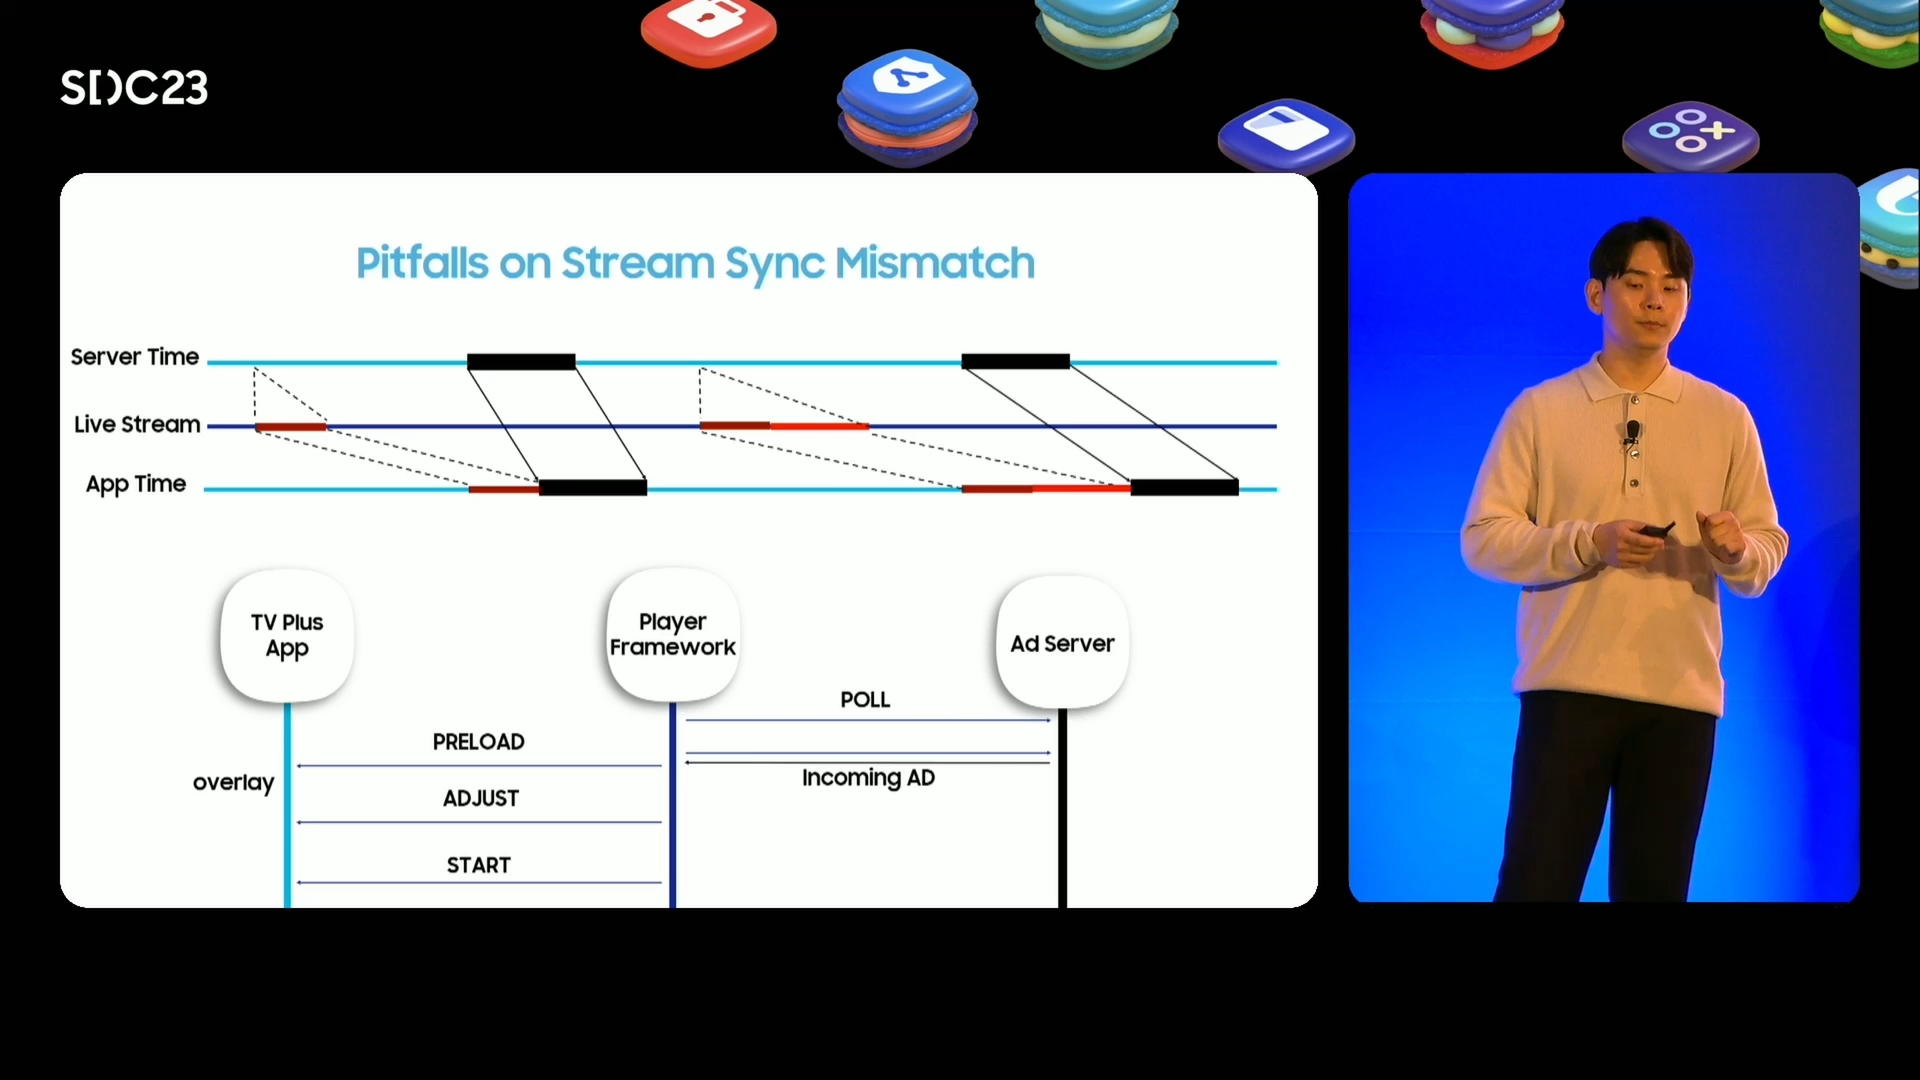 SDC23
Pitfalls on Stream Sync Mismatch
Server Time
Live Stream
App Time
TV Plus
App
Player
Framework
Ad Server
POLL
PRELOAD
Incoming AD
overlay
ADJUST
START